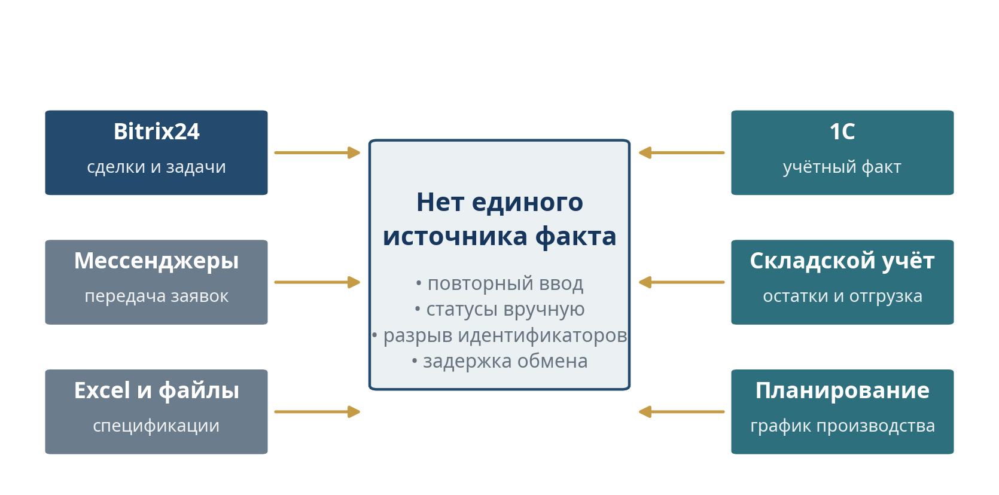 Bitrix24
сделки и задачи
Мессенджеры
передача заявок
Excel и файлы
спецификации
Нет единого
источника факта
• повторный ввод
• статусы вручную
• разрыв идентификаторов
• задержка обмена
1С
учётный факт
Складской учёт
остатки и отгрузка
Планирование
график производства